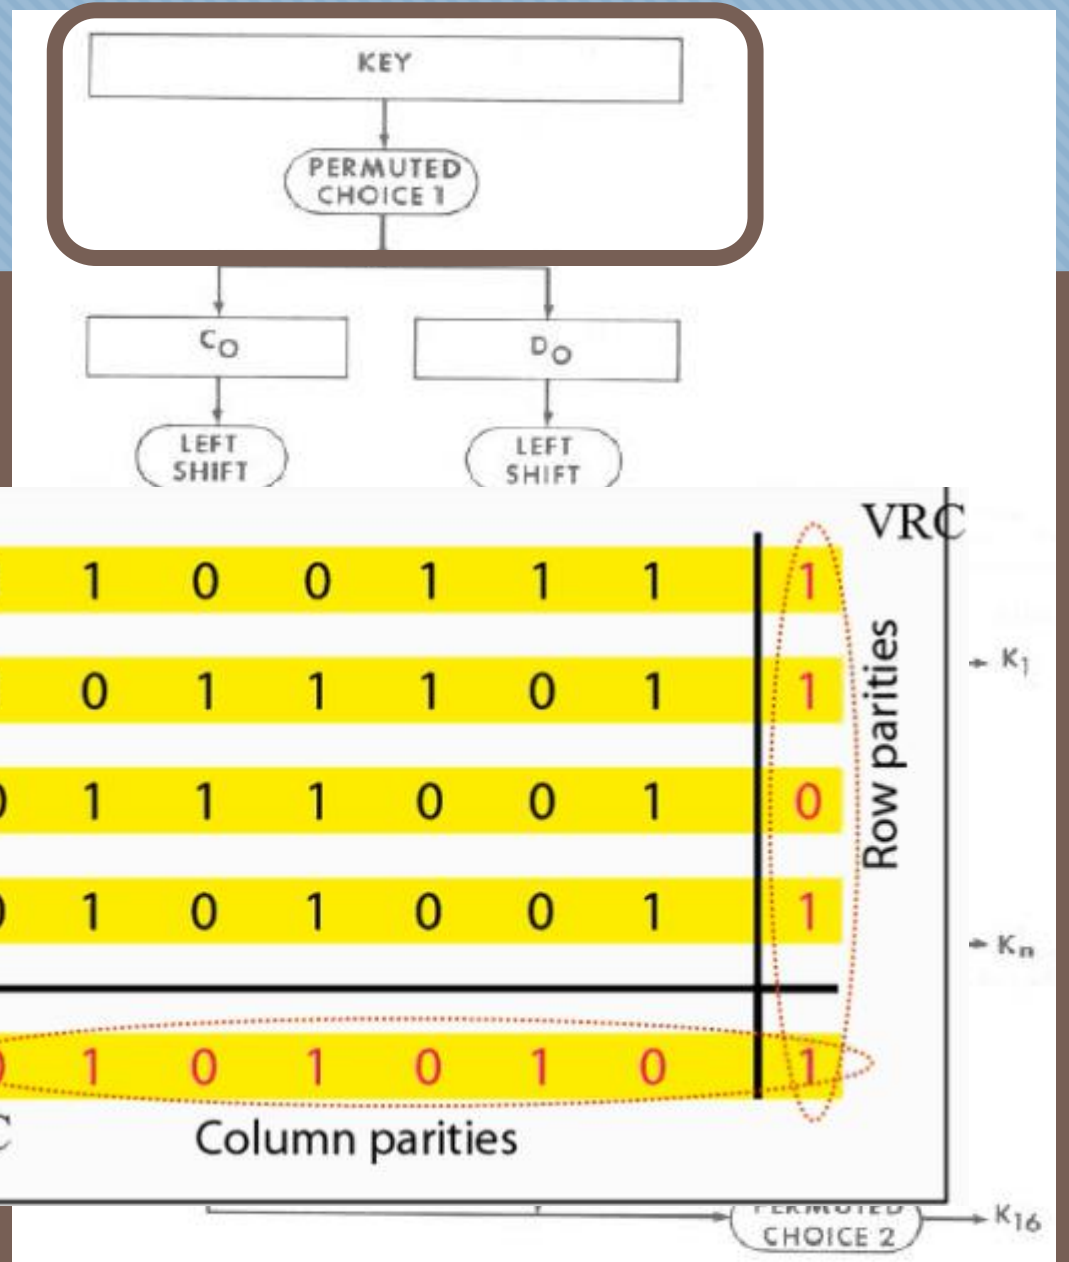 KEY
PERMUTED
CHOICE 1
C0
D0
LEFT
SHIFT
LEFT
SHIFT
VRC
1 0 0 1 1 1 1
0 1 1 1 0 1 1
1 1 1 0 0 1 0
1 0 1 0 0 1 1
1 0 1 0 1 0 1
Row parities
Column parities
K1
Kn
PERMUTED
CHOICE 2
K16